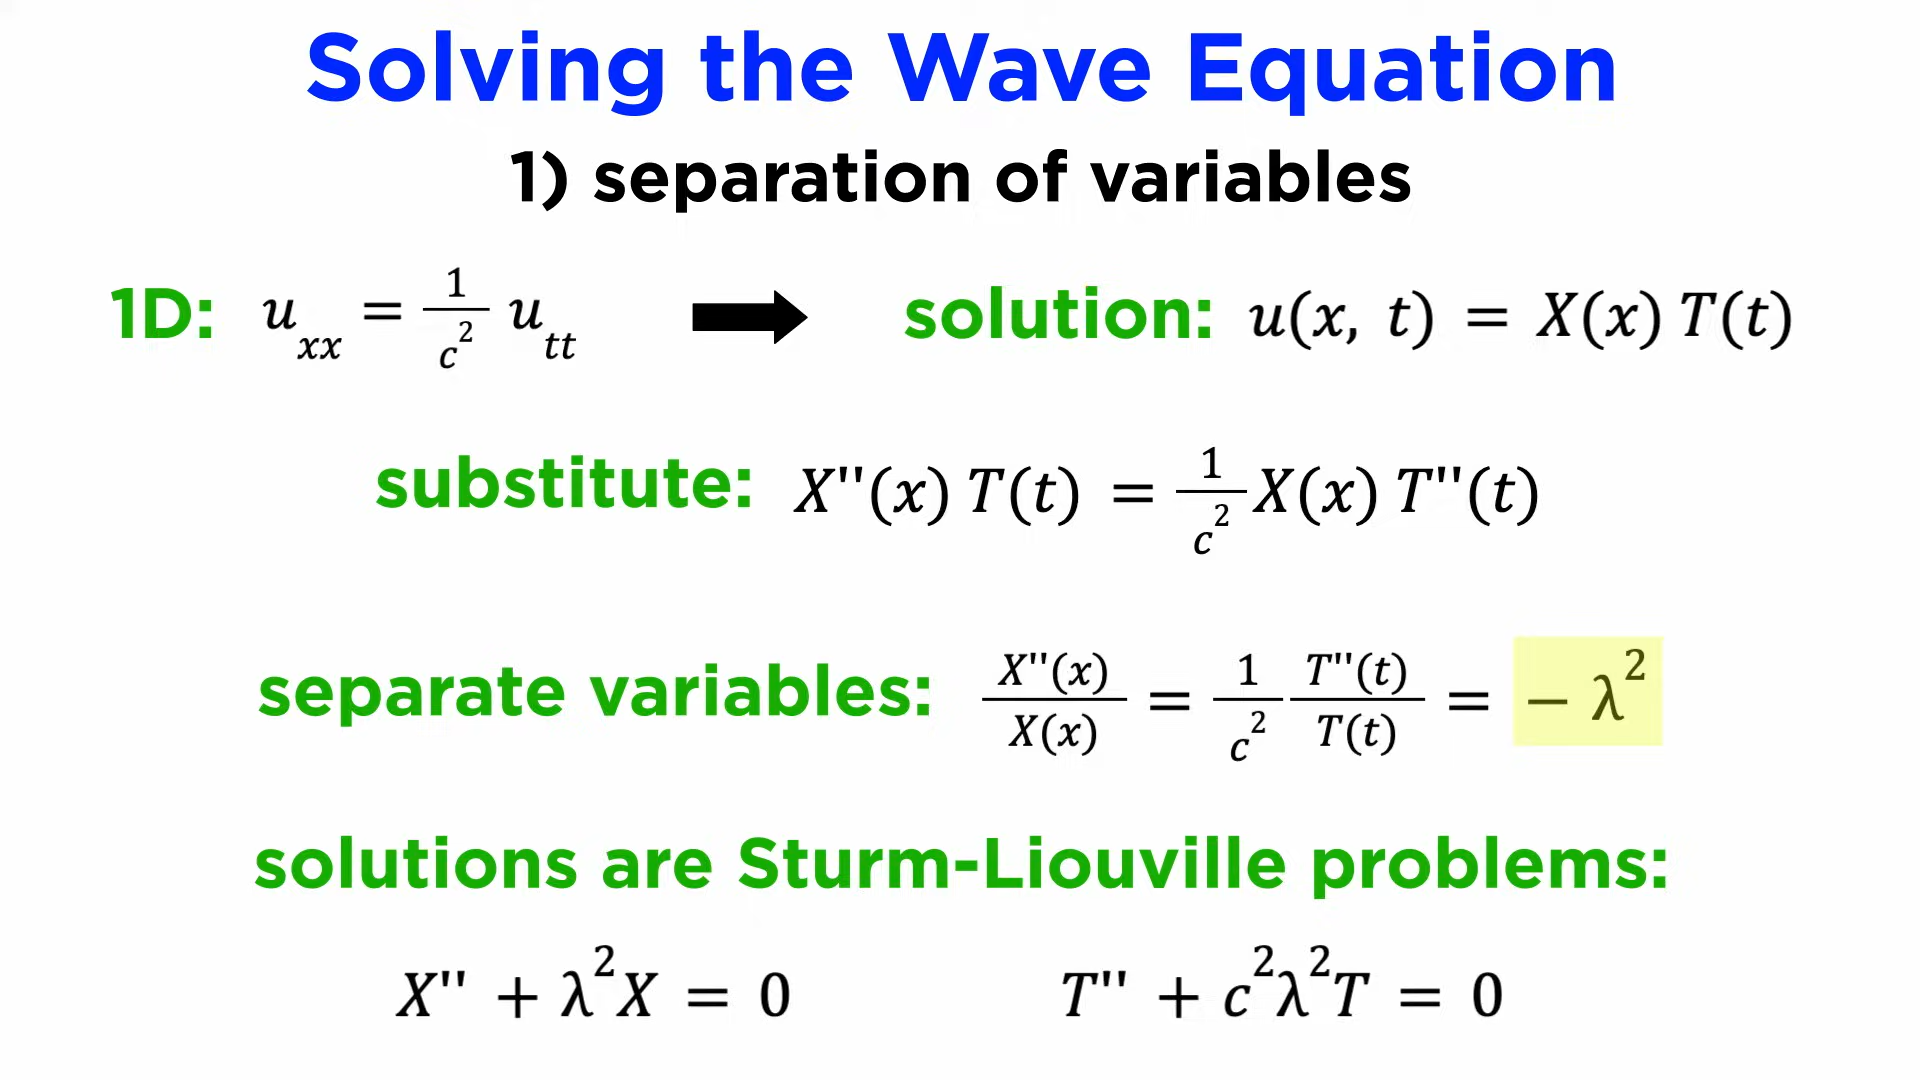 Solving the Wave Equation
1) separation of variables
1D: u_xx = 1/c² u_tt ➡ solution: u(x, t) = X(x) T(t)
substitute: X''(x) T(t) = 1/c² X(x) T''(t)
separate variables: X''(x)/X(x) = 1/c² T''(t)/T(t) = − λ²
solutions are Sturm-Liouville problems:
X'' + λ²X = 0 T'' + c²λ²T = 0